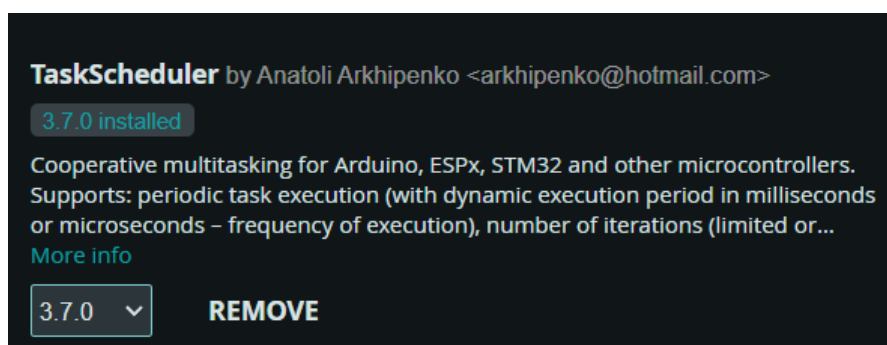 TaskScheduler by Anatoli Arkhipenko <arkhipenko@hotmail.com>
3.7.0 installed
Cooperative multitasking for Arduino, ESPx, STM32 and other microcontrollers.
Supports: periodic task execution (with dynamic execution period in milliseconds
or microseconds – frequency of execution), number of iterations (limited or...
More info
3.7.0 REMOVE